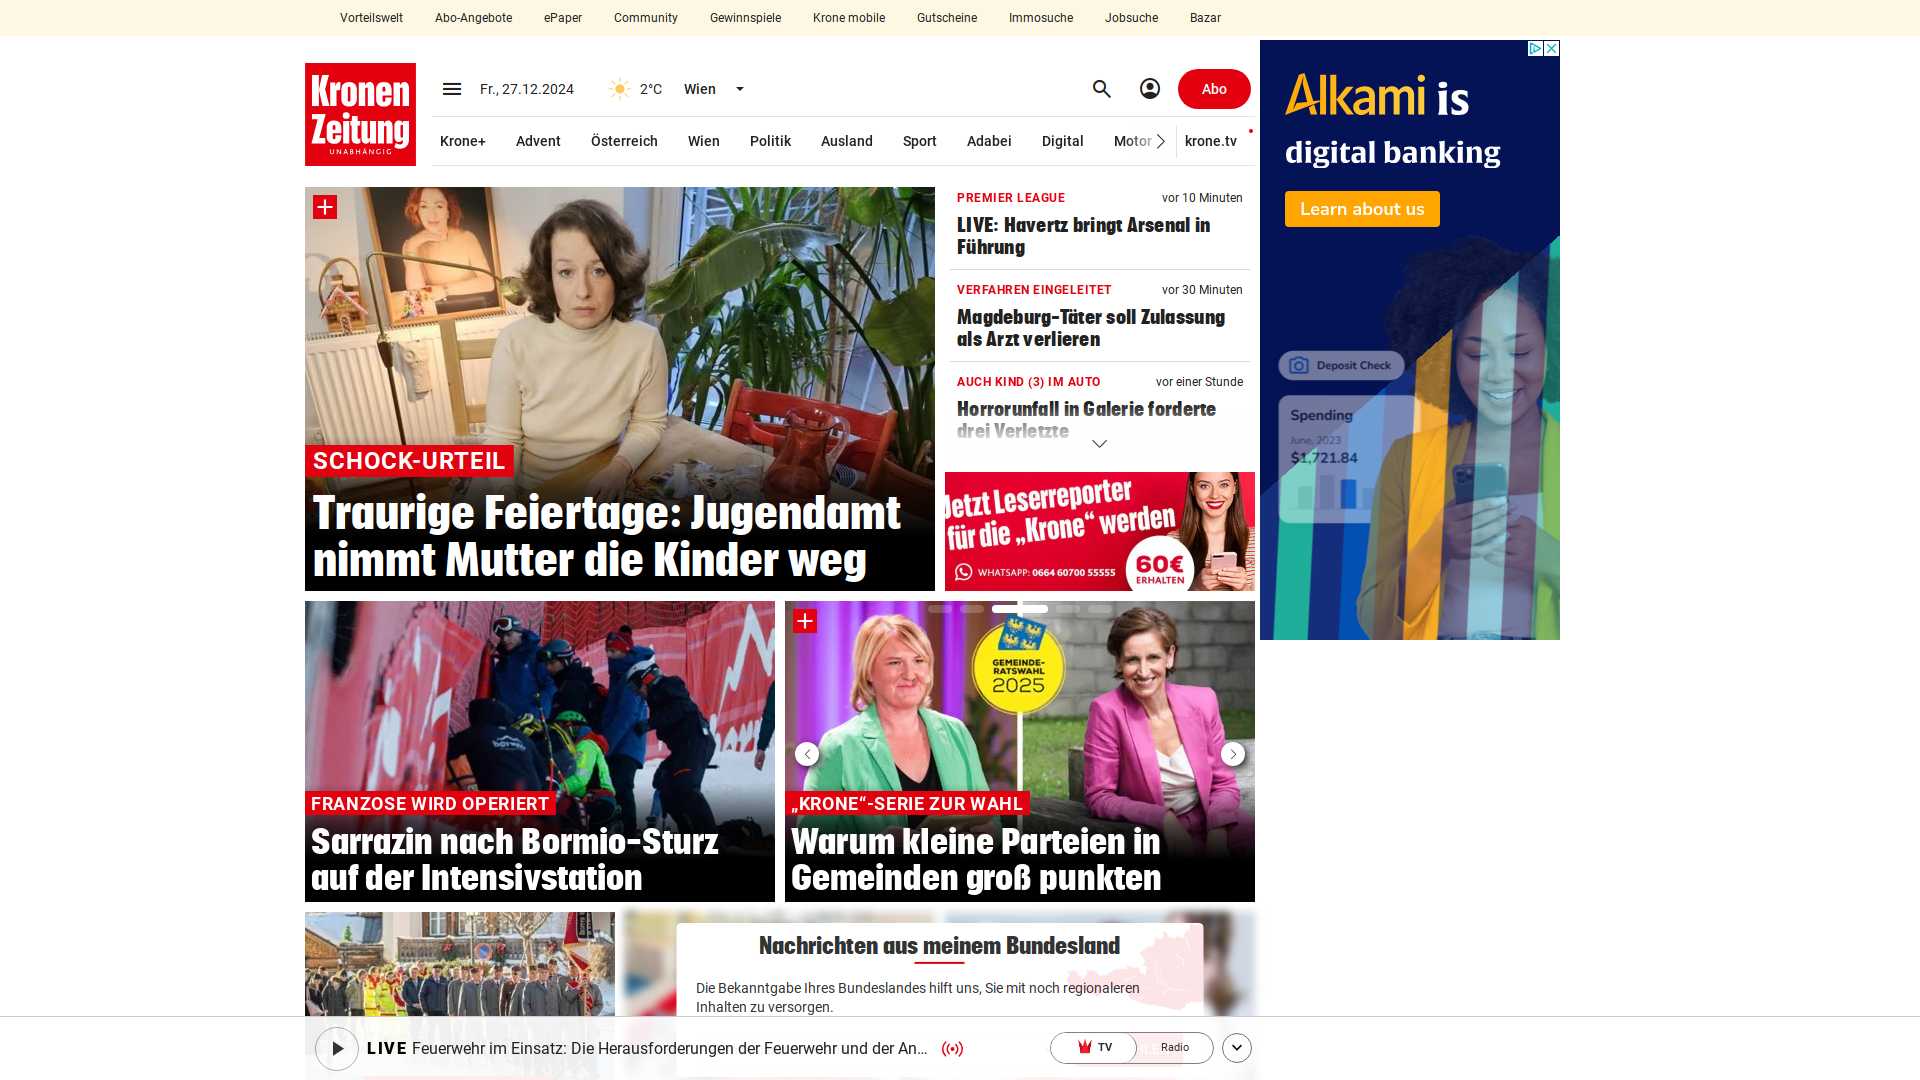 Vorteilswelt Abo-Angebote ePaper Community Gewinnspiele Krone mobile Gutscheine Immosuche Jobsuche Bazar
Kronen
Zeitung
UNABHÄNGIG
Fr., 27.12.2024 2°C Wien Abo
Krone+ Advent Österreich Wien Politik Ausland Sport Adabei Digital Motor krone.tv
SCHOCK-URTEIL
Traurige Feiertage: Jugendamt
nimmt Mutter die Kinder weg
PREMIER LEAGUE vor 10 Minuten
LIVE: Havertz bringt Arsenal in
Führung
VERFAHREN EINGELEITET vor 30 Minuten
Magdeburg-Täter soll Zulassung
als Arzt verlieren
AUCH KIND (3) IM AUTO vor einer Stunde
Horrorunfall in Galerie forderte
drei Verletzte
Jetzt Leserreporter
für die „Krone“ werden
WHATSAPP: 0664 60700 55555
60€
ERHALTEN
Alkami is
digital banking
Learn about us
Deposit Check
Spending
June, 2023
$1,721.84
FRANZOSE WIRD OPERIERT
Sarrazin nach Bormio-Sturz
auf der Intensivstation
GEMEINDE-
RATSWAHL
2025
„KRONE“-SERIE ZUR WAHL
Warum kleine Parteien in
Gemeinden groß punkten
Nachrichten aus meinem Bundesland
Die Bekanntgabe Ihres Bundeslandes hilft uns, Sie mit noch regionaleren
Inhalten zu versorgen.
LIVE Feuerwehr im Einsatz: Die Herausforderungen der Feuerwehr und der An...
TV Radio